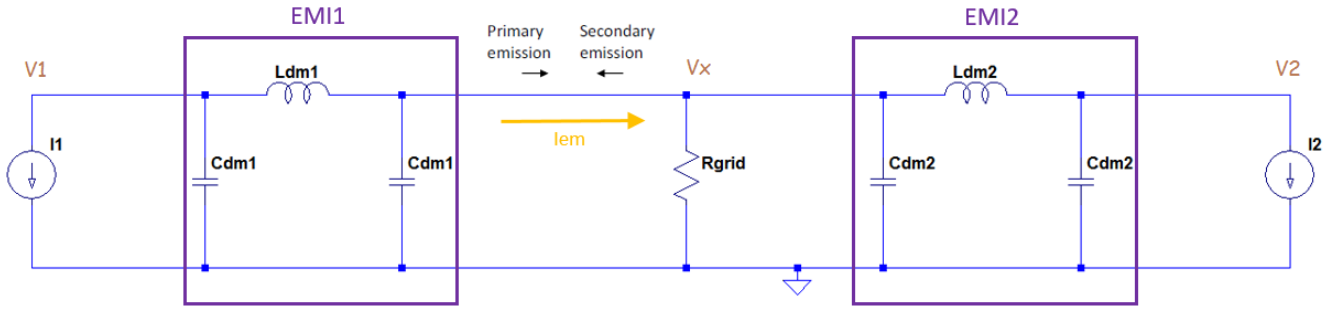 EMI1
EMI2
Primary
emission
Secondary
emission
V1
Ldm1
Vx
Ldm2
V2
Iem
I1
Cdm1
Cdm1
Rgrid
Cdm2
Cdm2
I2